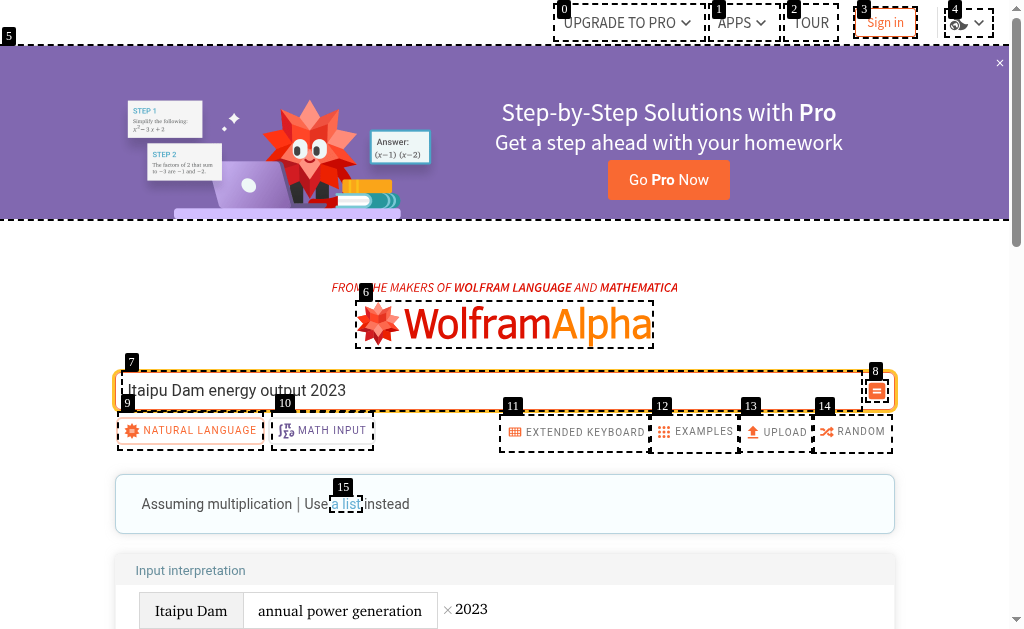 UPGRADE TO PRO
APPS
TOUR
Sign in
0
1
2
3
4
5
STEP 1
Simplify the following:
x² − 3 x + 2
STEP 2
The factors of 2 that sum
to −3 are −1 and −2.
Answer:
(x−1) (x−2)
Step-by-Step Solutions with Pro
Get a step ahead with your homework
Go Pro Now
×
FROM THE MAKERS OF WOLFRAM LANGUAGE AND MATHEMATICA
6
WolframAlpha
7
8
Itaipu Dam energy output 2023
=
9
10
11
12
13
14
NATURAL LANGUAGE
MATH INPUT
EXTENDED KEYBOARD
EXAMPLES
UPLOAD
RANDOM
15
Assuming multiplication | Use a list instead
Input interpretation
Itaipu Dam annual power generation × 2023